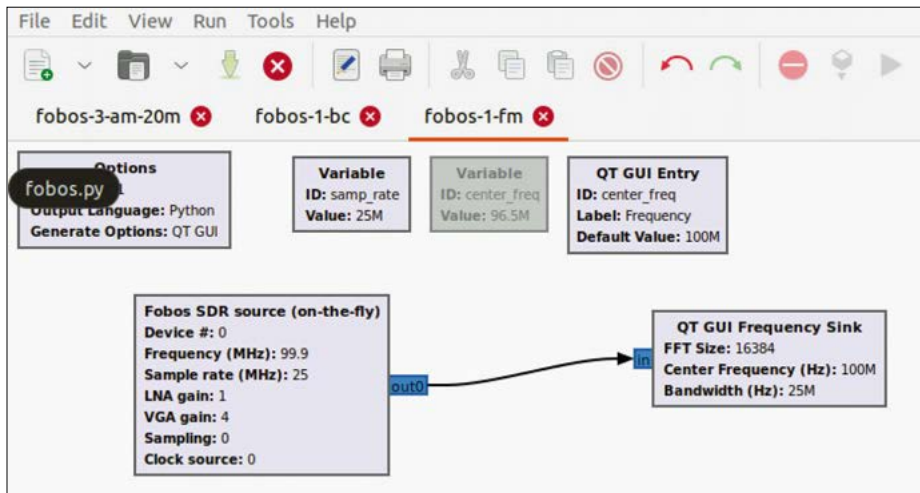 File Edit View Run Tools Help
fobos-3-am-20m fobos-1-bc fobos-1-fm
Options
fobos.py
1
Output Language: Python
Generate Options: QT GUI
Variable
ID: samp_rate
Value: 25M
Variable
ID: center_freq
Value: 96.5M
QT GUI Entry
ID: center_freq
Label: Frequency
Default Value: 100M
Fobos SDR source (on-the-fly)
Device #: 0
Frequency (MHz): 99.9
Sample rate (MHz): 25
LNA gain: 1
VGA gain: 4
Sampling: 0
Clock source: 0
out0
in
QT GUI Frequency Sink
FFT Size: 16384
Center Frequency (Hz): 100M
Bandwidth (Hz): 25M